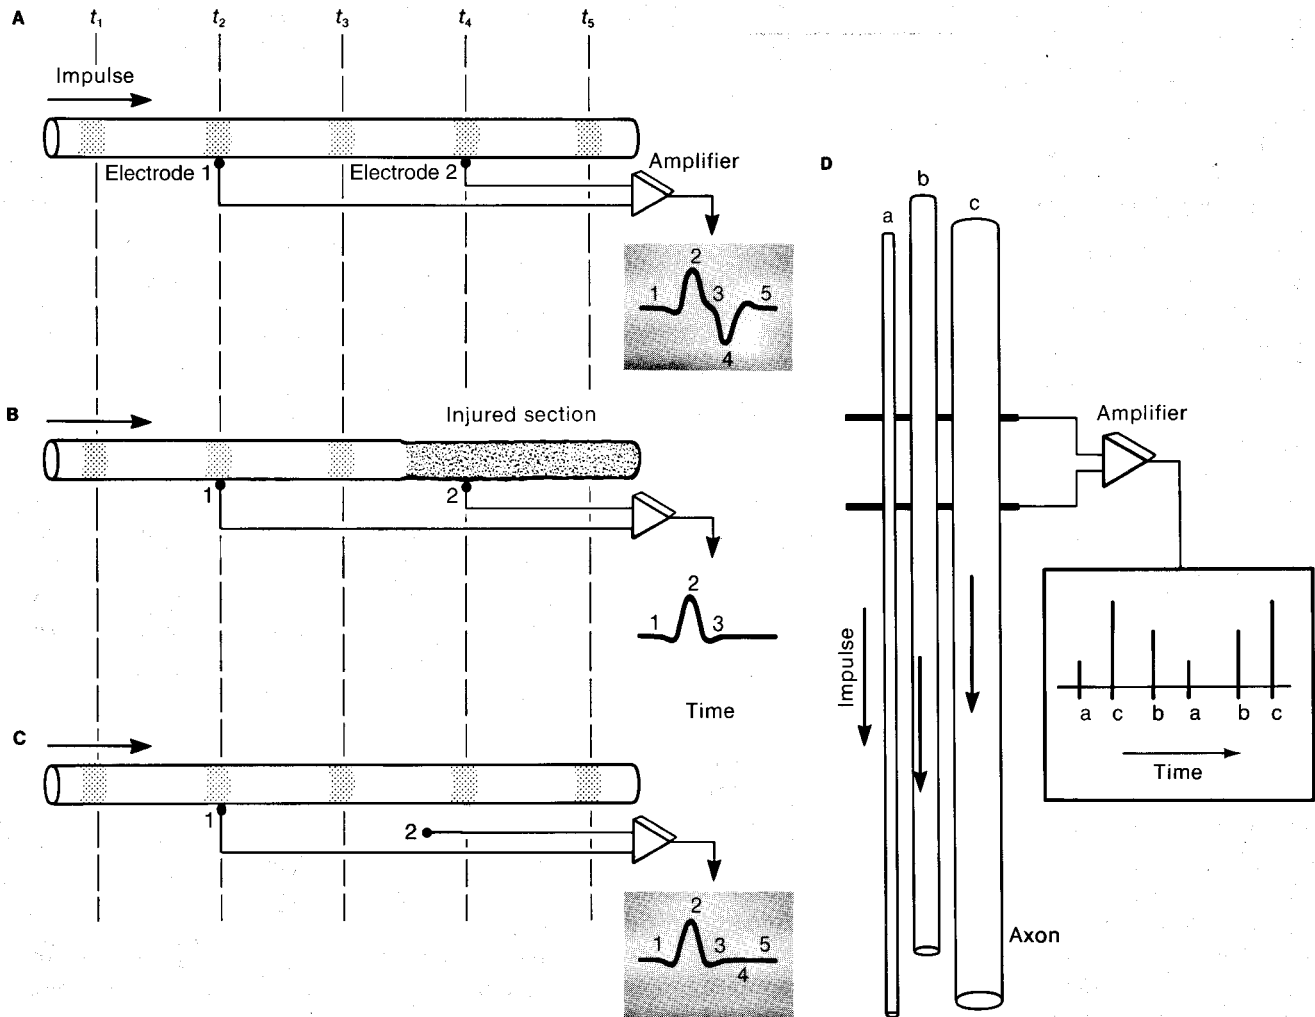 A
t1 t2 t3 t4 t5
Impulse
Electrode 1
Electrode 2
Amplifier
1 2 3 4 5
B
Injured section
1
2
1 2 3
Time
C
1
2
1 2 3 4 5
D
a b c
Amplifier
Impulse
a c b a b c
Time
Axon